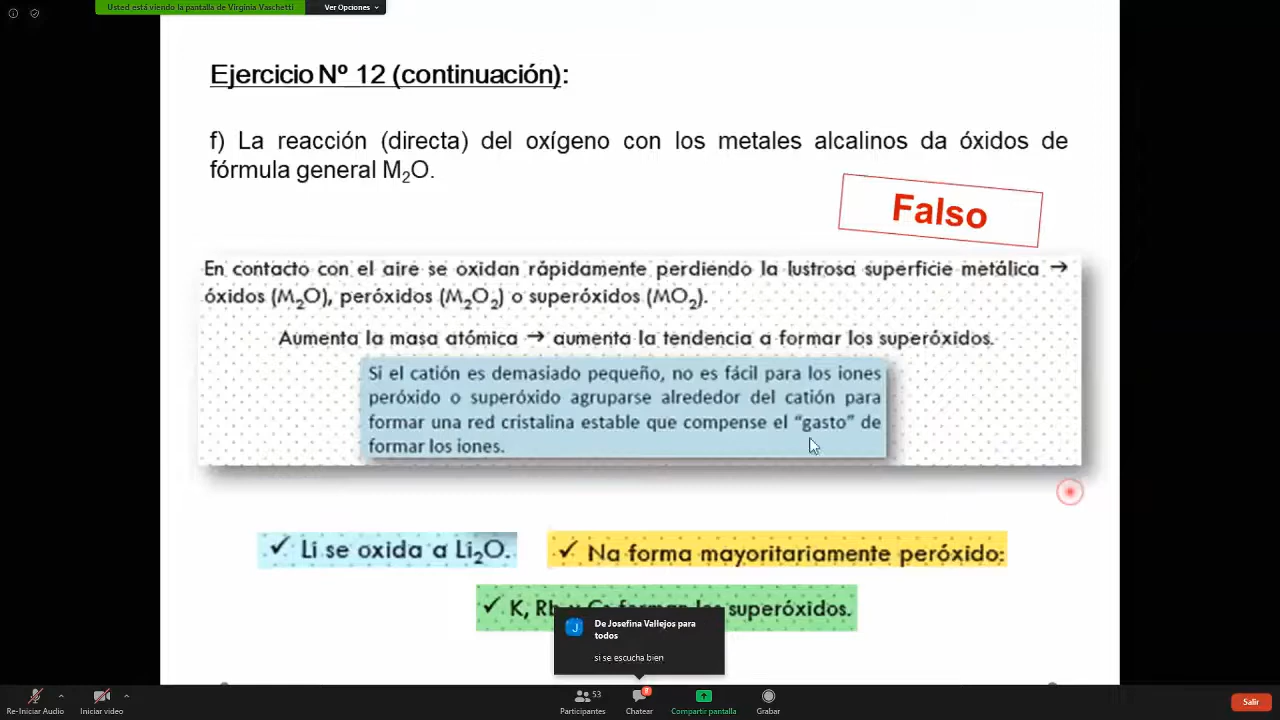 Usted está viendo la pantalla de Virginia Vaschetti
Ver Opciones
Ejercicio Nº 12 (continuación):
f) La reacción (directa) del oxígeno con los metales alcalinos da óxidos de
fórmula general M₂O.
Falso
En contacto con el aire se oxidan rápidamente perdiendo la lustrosa superficie metálica →
óxidos (M₂O), peróxidos (M₂O₂) o superóxidos (MO₂).
Aumenta la masa atómica → aumenta la tendencia a formar los superóxidos.
Si el catión es demasiado pequeño, no es fácil para los iones
peróxido o superóxido agruparse alrededor del catión para
formar una red cristalina estable que compense el “gasto” de
formar los iones.
✓ Li se oxida a Li₂O.
✓ Na forma mayoritariamente peróxido:
✓ K, Rb superóxidos.
De Josefina Vallejos para
todos
si se escucha bien
J
Re-Iniciar Audio
Iniciar video
53
Participantes
Chatear
Compartir pantalla
Grabar
Salir